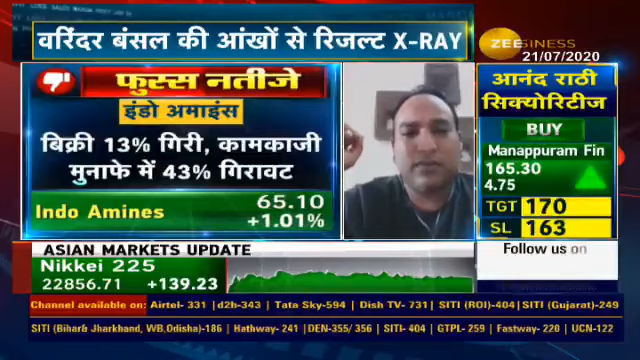 वरिंदर बंसल की आंखों से रिजल्ट X-RAY
ZEE BUSINESS
21/07/2020
फुस्स नतीजे
इंडो अमाइंस
बिक्री 13% गिरी, कामकाजी
मुनाफे में 43% गिरावट
Indo Amines
65.10
+1.01%
आनंद राठी
सिक्योरिटीज
BUY
Manappuram Fin
165.30
4.75
TGT 170
SL 163
ASIAN MARKETS UPDATE
Nikkei 225
22856.71 +139.23
Follow us on
Channel available on: Airtel- 331 | d2h-343 | Tata Sky-594 | Dish TV- 731| SITI (ROI)-404| SITI (Gujarat)-249
SITI (Bihar& Jharkhand, WB,Odisha)-186 | Hathway- 241 |DEN-355/ 356 | SITI- 404 | GTPL- 259 | Fastway- 220 | UCN-122